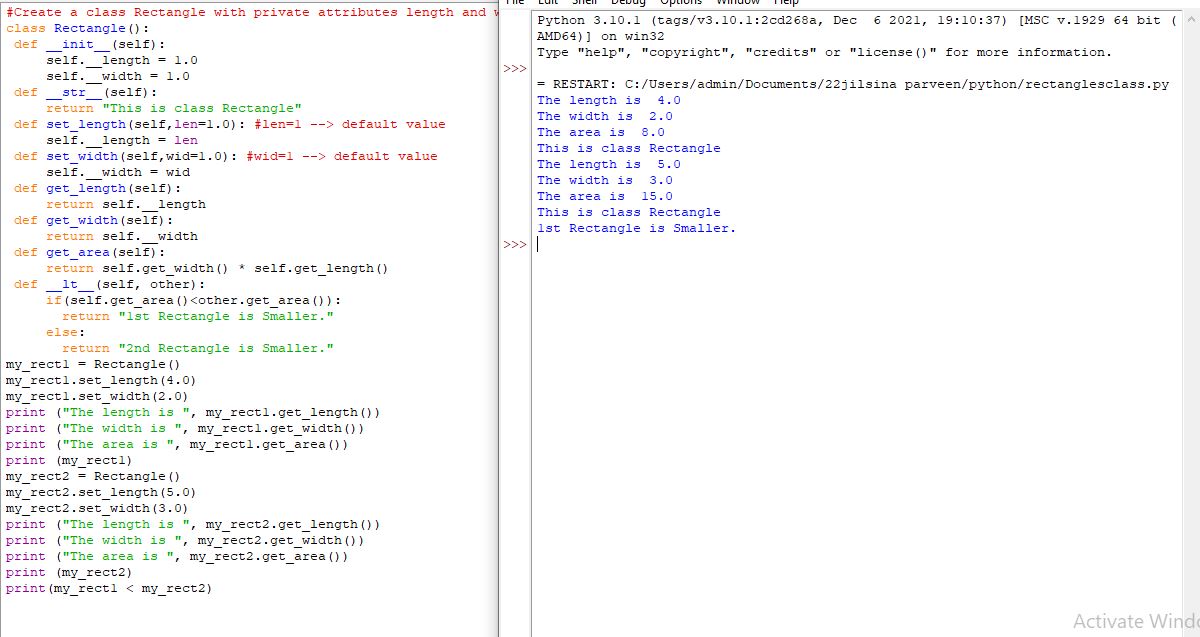 #Create a class Rectangle with private attributes length and
class Rectangle():
 def __init__(self):
     self.__length = 1.0
     self.__width = 1.0
 def __str__(self):
     return "This is class Rectangle"
 def set_length(self,len=1.0): #len=1 --> default value
     self.__length = len
 def set_width(self,wid=1.0): #wid=1 --> default value
     self.__width = wid
 def get_length(self):
     return self.__length
 def get_width(self):
     return self.__width
 def get_area(self):
     return self.get_width() * self.get_length()
 def __lt__(self, other):
     if(self.get_area()<other.get_area()):
       return "1st Rectangle is Smaller."
     else:
       return "2nd Rectangle is Smaller."
my_rect1 = Rectangle()
my_rect1.set_length(4.0)
my_rect1.set_width(2.0)
print ("The length is ", my_rect1.get_length())
print ("The width is ", my_rect1.get_width())
print ("The area is ", my_rect1.get_area())
print (my_rect1)
my_rect2 = Rectangle()
my_rect2.set_length(5.0)
my_rect2.set_width(3.0)
print ("The length is ", my_rect2.get_length())
print ("The width is ", my_rect2.get_width())
print ("The area is ", my_rect2.get_area())
print (my_rect2)
print(my_rect1 < my_rect2)
File Edit Shell Debug Options Window Help
Python 3.10.1 (tags/v3.10.1:2cd268a, Dec  6 2021, 19:10:37) [MSC v.1929 64 bit (
AMD64)] on win32
Type "help", "copyright", "credits" or "license()" for more information.
>>>
= RESTART: C:/Users/admin/Documents/22jilsina parveen/python/rectanglesclass.py
The length is  4.0
The width is  2.0
The area is  8.0
This is class Rectangle
The length is  5.0
The width is  3.0
The area is  15.0
This is class Rectangle
1st Rectangle is Smaller.
>>>
Activate Windo